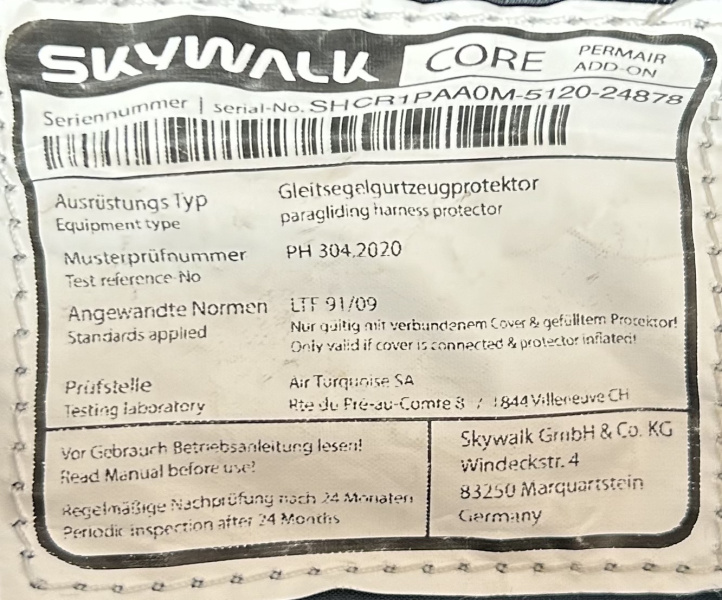 SKYWALK CORE PERMAIR ADD-ON
Seriennummer | Serial-No. SHCR1PAA0M-5120-24878
Ausrüstungs Typ Gleitsegelgurtzeugprotektor
Equipment type paragliding harness protector
Musterprüfnummer PH 304.2020
Test reference No
Angewandte Normen LTF 91/09
Standards applied Nur gültig mit verbundenem Cover & gefülltem Protektor!
Only valid if cover is connected & protector inflated!
Prüfstelle Air Turquoise SA
Testing laboratory Rte du Pré-au-Comte 8 / 1844 Villeneuve CH
Vor Gebrauch Betriebsanleitung lesen!
Read Manual before use!
Regelmäßige Nachprüfung nach 24 Monaten
Periodic inspection after 24 Months
Skywalk GmbH & Co. KG
Windeckstr. 4
83250 Marquartstein
Germany